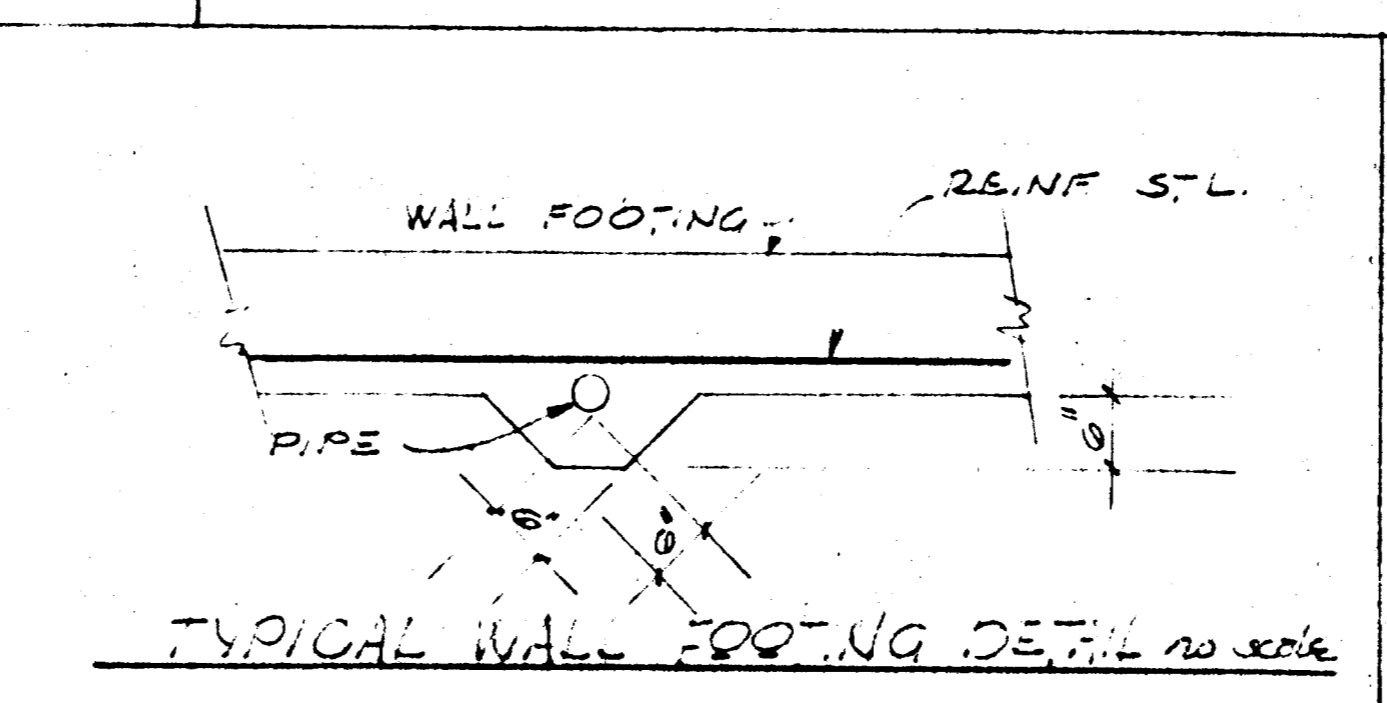 REINF STL.
WALL FOOTING
PIPE
6"
6"
6"
TYPICAL WALL FOOTING DETAIL no scale